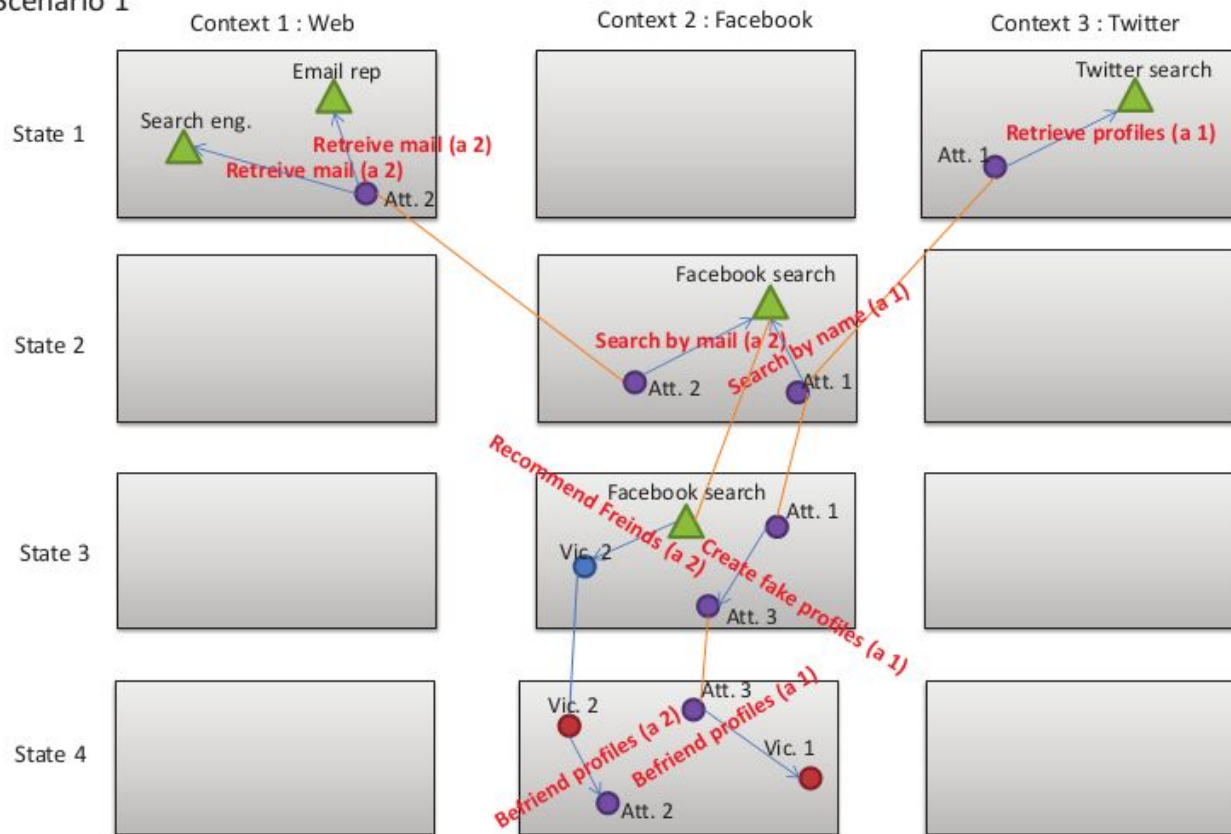 Scenario 1
Context 1 : Web
Context 2 : Facebook
Context 3 : Twitter
State 1
Email rep
Search eng.
Retreive mail (a 2)
Retreive mail (a 2)
Att. 2
Twitter search
Retrieve profiles (a 1)
Att. 1
State 2
Facebook search
Search by mail (a 2)
Search by name (a 1)
Att. 2
Att. 1
State 3
Recommend Freinds (a 2)
Facebook search
Att. 1
Vic. 2
Create fake profiles (a 1)
Att. 3
State 4
Att. 3
Vic. 2
Befriend profiles (a 2)
Befriend profiles (a 1)
Vic. 1
Att. 2